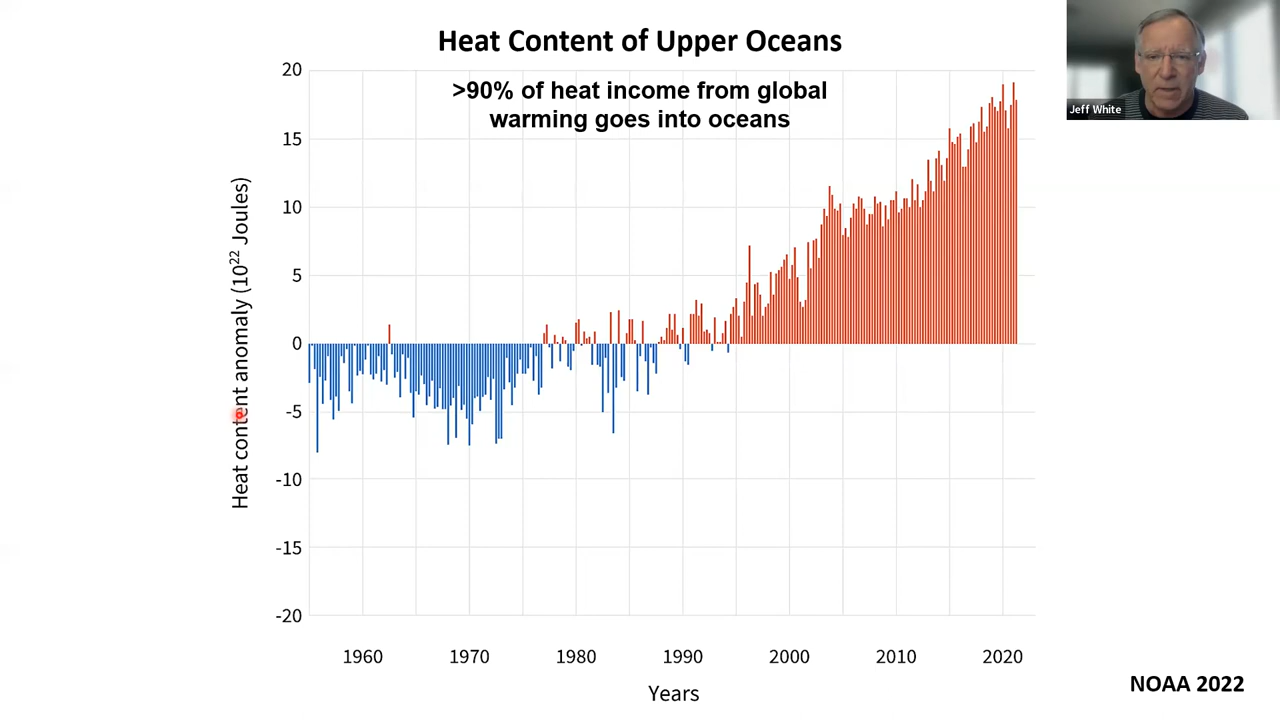 Heat Content of Upper Oceans
>90% of heat income from global
warming goes into oceans
Jeff White
Heat content anomaly (10²² Joules)
20
15
10
5
0
-5
-10
-15
-20
1960 1970 1980 1990 2000 2010 2020
Years
NOAA 2022